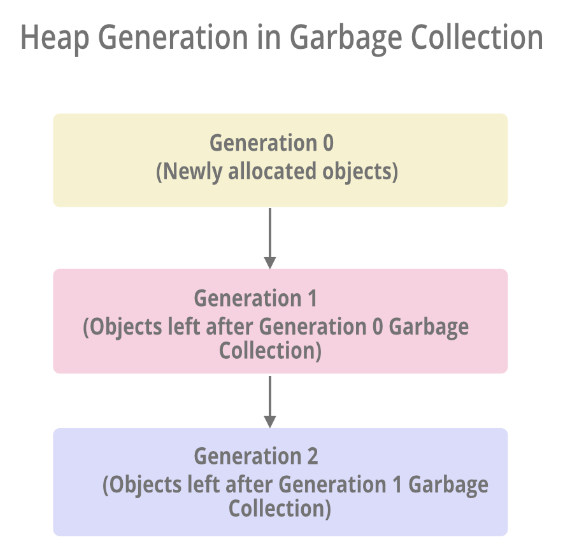 Heap Generation in Garbage Collection
Generation 0
(Newly allocated objects)
Generation 1
(Objects left after Generation 0 Garbage
Collection)
Generation 2
(Objects left after Generation 1 Garbage
Collection)